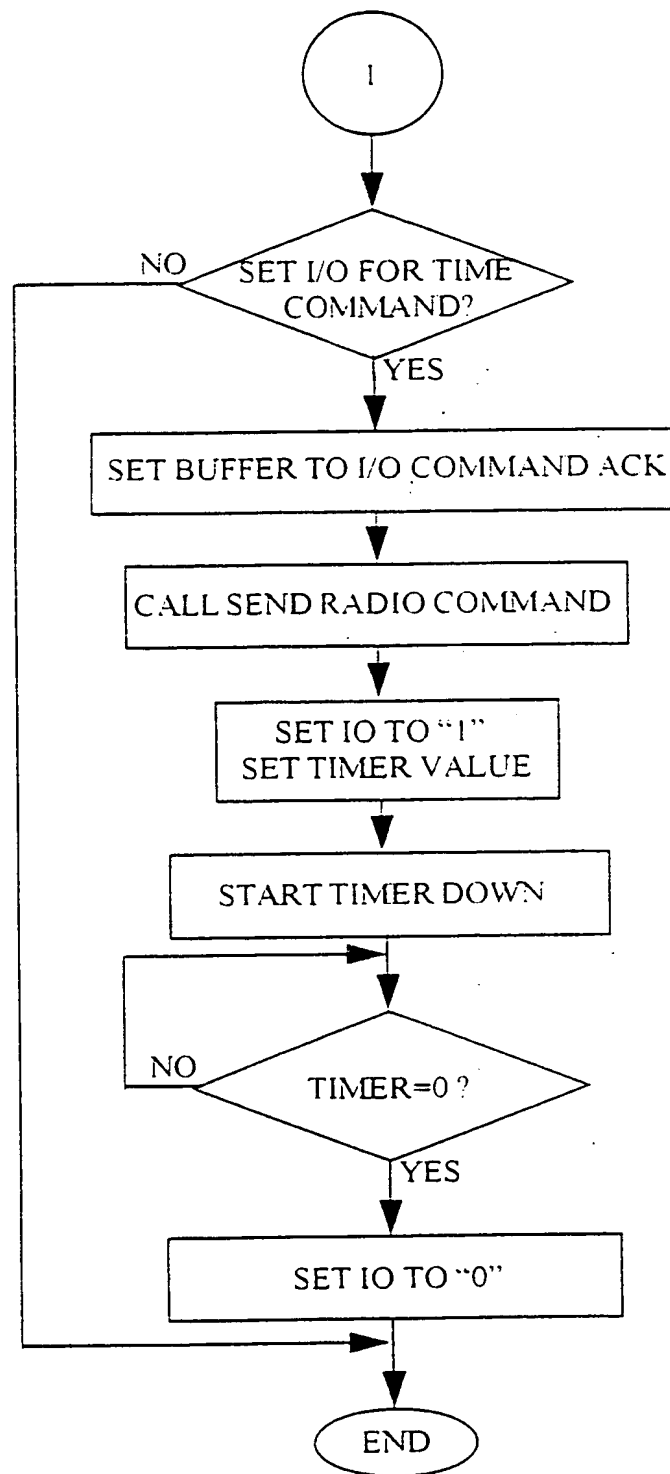 I
SET I/O FOR TIME
COMMAND?
NO
YES
SET BUFFER TO I/O COMMAND ACK
CALL SEND RADIO COMMAND
SET IO TO “1”
SET TIMER VALUE
START TIMER DOWN
NO
TIMER=0 ?
YES
SET IO TO “0”
END